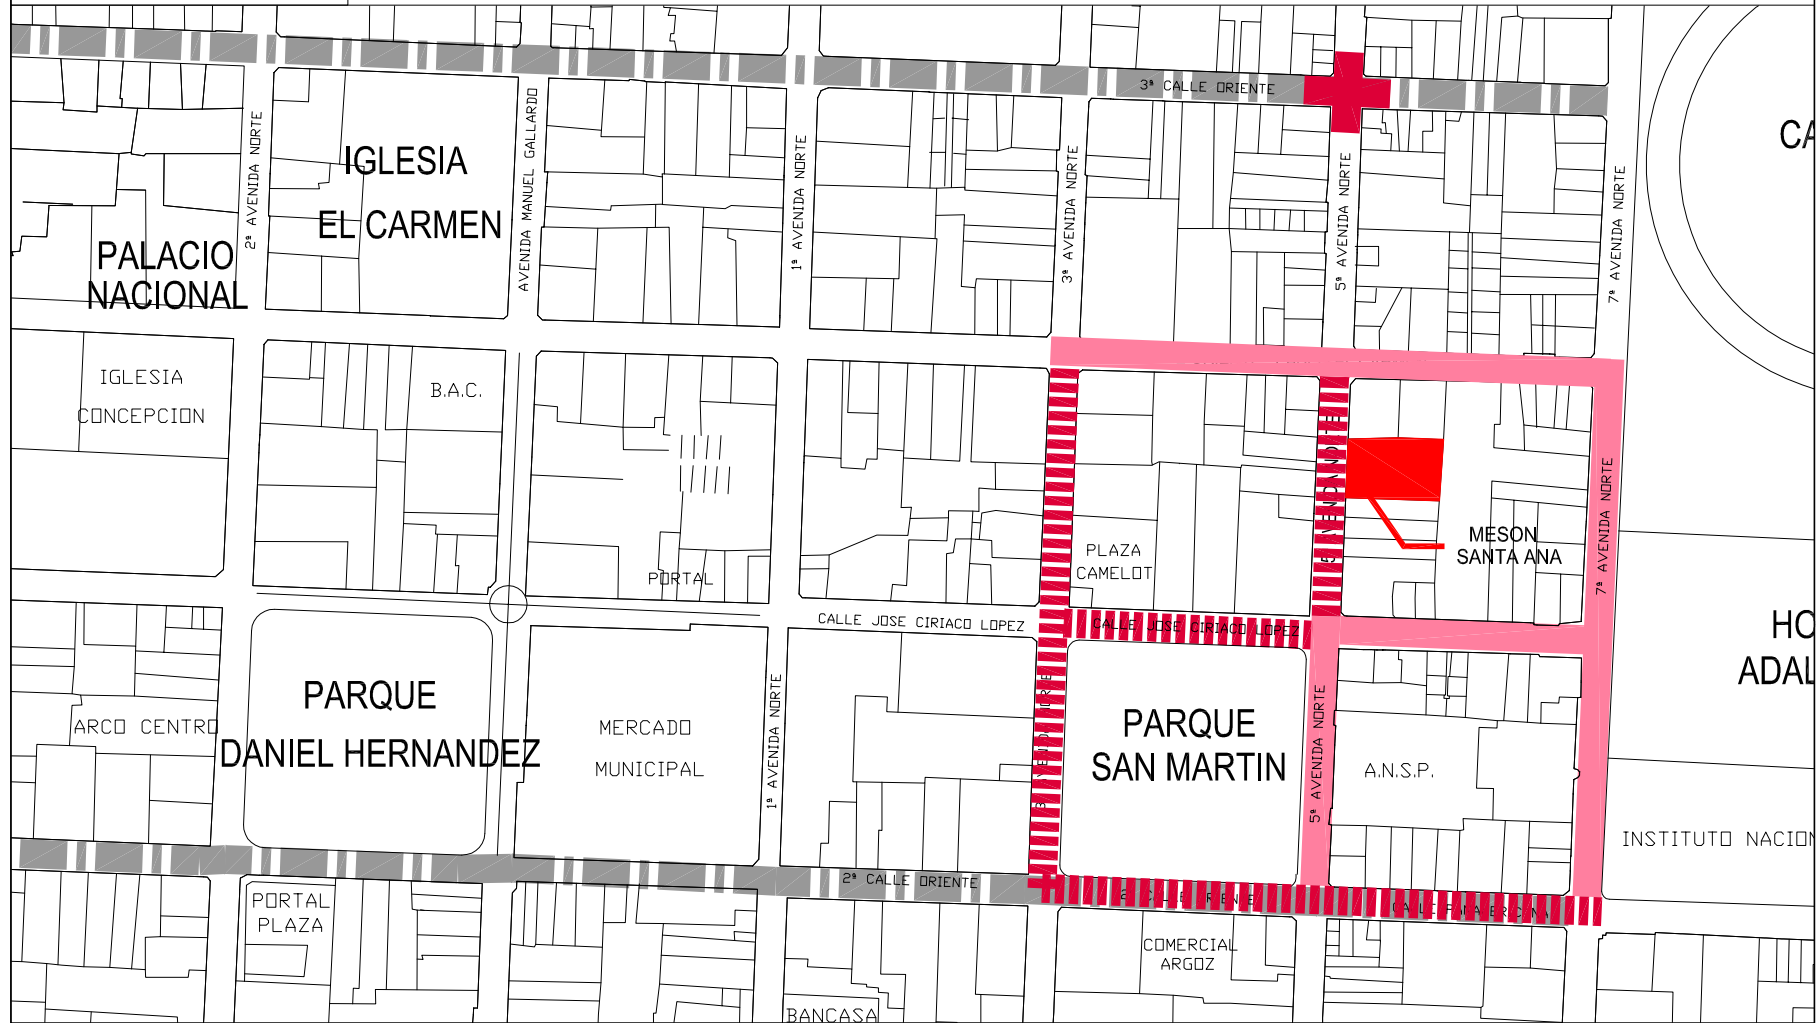 3ª CALLE ORIENTE
CA
2ª AVENIDA NORTE
IGLESIA
EL CARMEN
AVENIDA MANUEL GALLARDO
1ª AVENIDA NORTE
3ª AVENIDA NORTE
5ª AVENIDA NORTE
7ª AVENIDA NORTE
PALACIO
NACIONAL
IGLESIA
CONCEPCION
B.A.C.
PORTAL
PLAZA
CAMELOT
MESON
SANTA ANA
7ª AVENIDA NORTE
CALLE JOSE CIRIACO LOPEZ
CALLE JOSE CIRIACO LOPEZ
HO
ADAL
PARQUE
DANIEL HERNANDEZ
ARCO CENTRO
MERCADO
MUNICIPAL
1ª AVENIDA NORTE
PARQUE
SAN MARTIN
5ª AVENIDA NORTE
A.N.S.P.
INSTITUTO NACION
2ª CALLE ORIENTE
PORTAL
PLAZA
COMERCIAL
ARGOZ
BANCASA